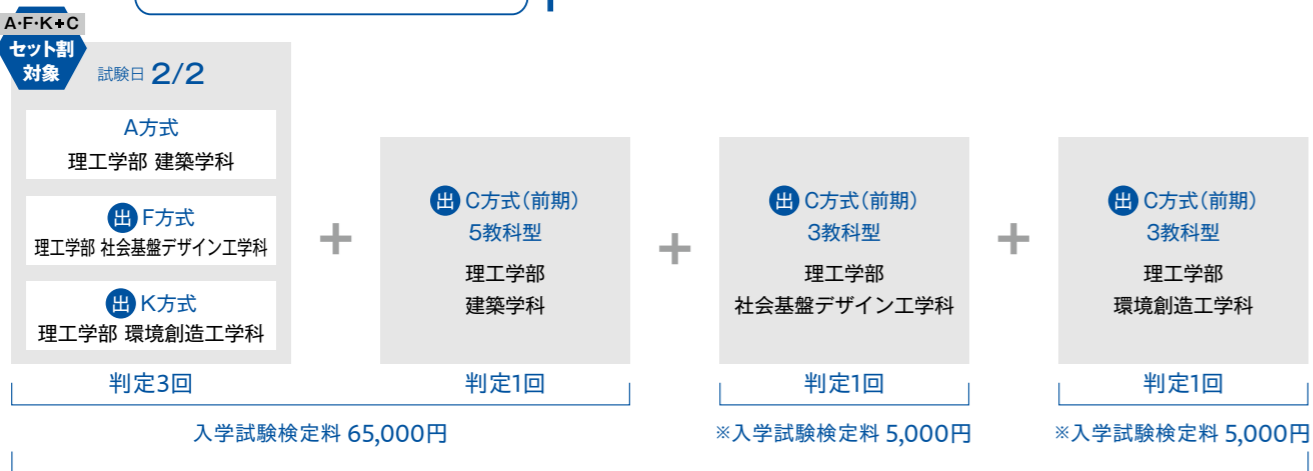 A・F・K+C
セット割
対象
試験日 2/2
A方式
理工学部 建築学科
出 F方式
理工学部 社会基盤デザイン工学科
出 K方式
理工学部 環境創造工学科
判定3回
+
出 C方式(前期)
5教科型
理工学部
建築学科
判定1回
入学試験検定料 65,000円
+
出 C方式(前期)
3教科型
理工学部
社会基盤デザイン工学科
判定1回
※入学試験検定料 5,000円
+
出 C方式(前期)
3教科型
理工学部
環境創造工学科
判定1回
※入学試験検定料 5,000円